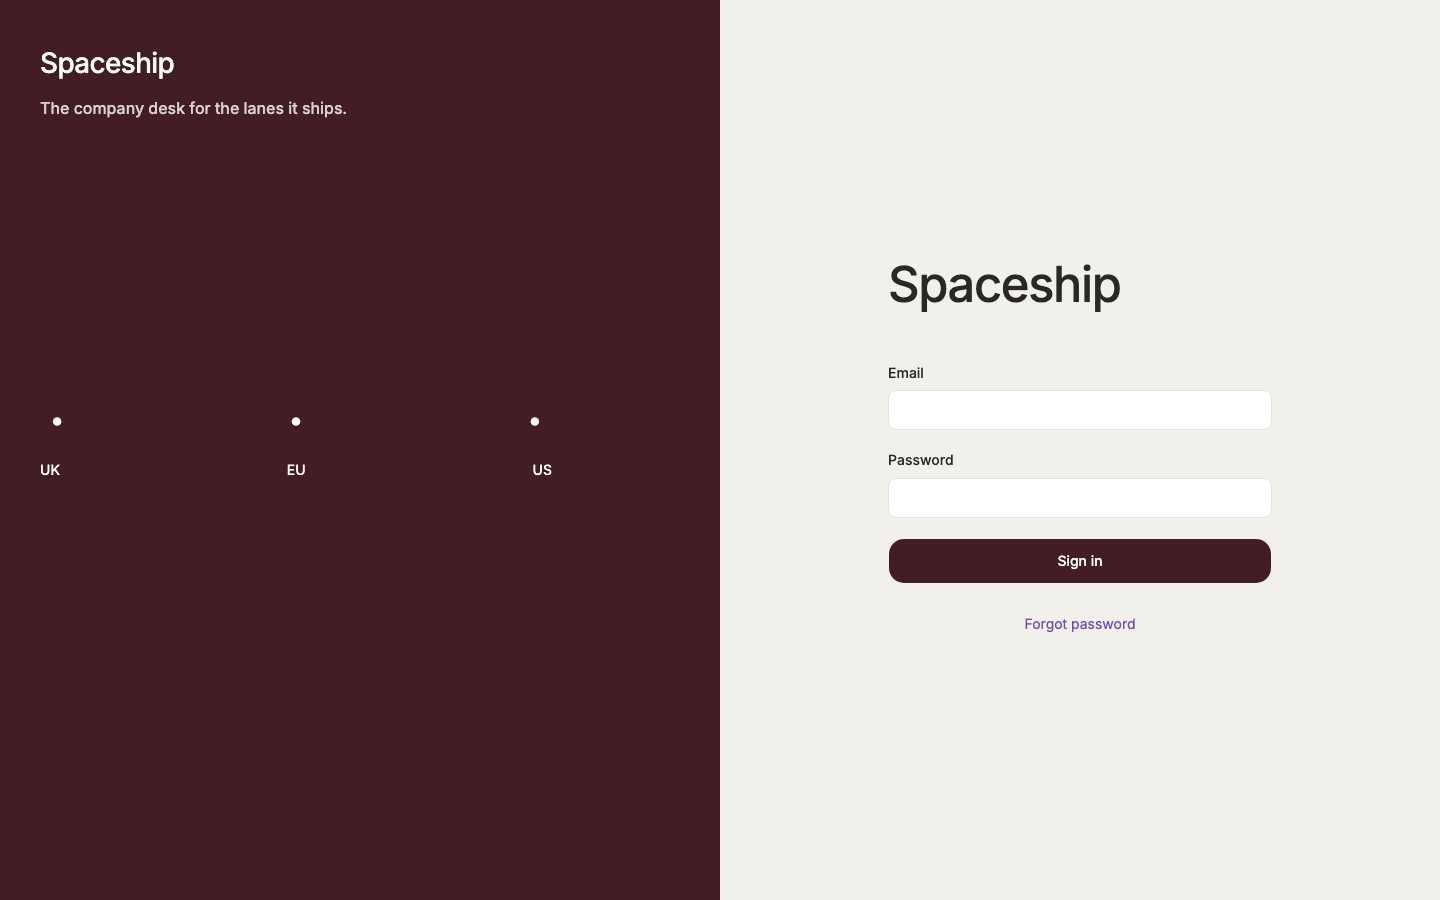 Spaceship
The company desk for the lanes it ships.
UK
EU
US
Spaceship
Email
Password
Sign in
Forgot password